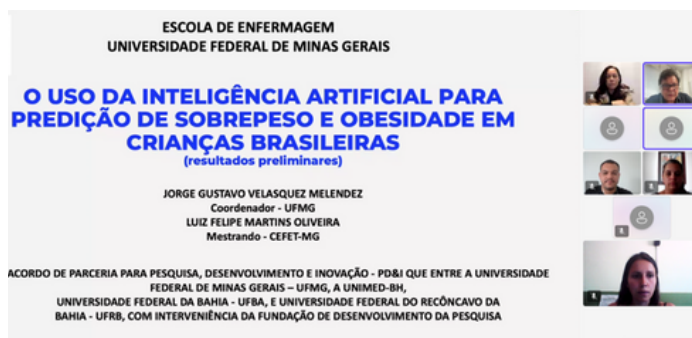 ESCOLA DE ENFERMAGEM
UNIVERSIDADE FEDERAL DE MINAS GERAIS
O USO DA INTELIGÊNCIA ARTIFICIAL PARA
PREDIÇÃO DE SOBREPESO E OBESIDADE EM
CRIANÇAS BRASILEIRAS
(resultados preliminares)
JORGE GUSTAVO VELASQUEZ MELENDEZ
Coordenador - UFMG
LUIZ FELIPE MARTINS OLIVEIRA
Mestrando - CEFET-MG
ACORDO DE PARCERIA PARA PESQUISA, DESENVOLVIMENTO E INOVAÇÃO - PD&I QUE ENTRE A UNIVERSIDADE
FEDERAL DE MINAS GERAIS – UFMG, A UNIMED-BH,
UNIVERSIDADE FEDERAL DA BAHIA - UFBA, E UNIVERSIDADE FEDERAL DO RECÔNCAVO DA
BAHIA - UFRB, COM INTERVENIÊNCIA DA FUNDAÇÃO DE DESENVOLVIMENTO DA PESQUISA